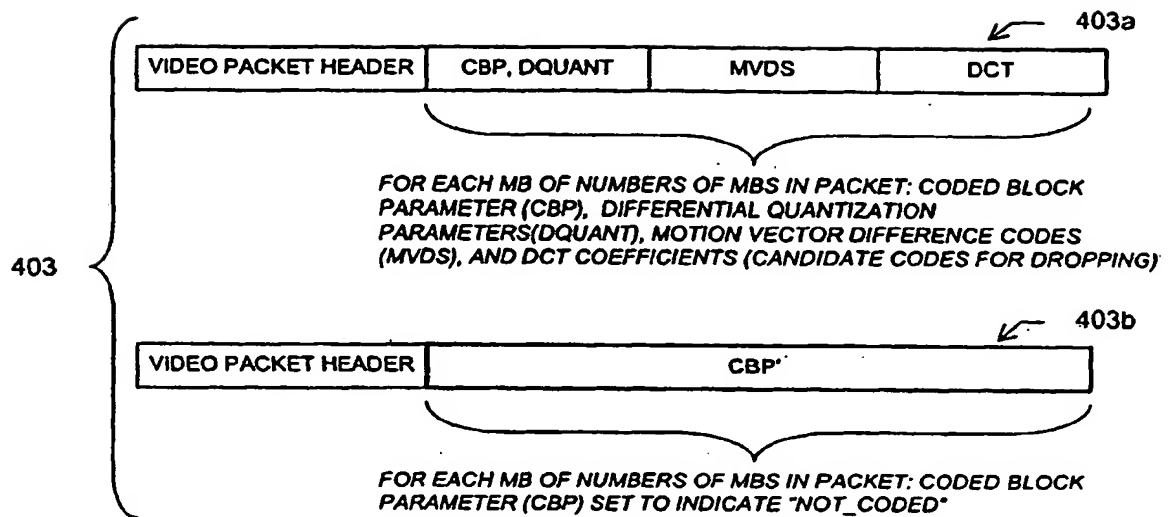 403a
VIDEO PACKET HEADER CBP, DQUANT MVDS DCT
FOR EACH MB OF NUMBERS OF MBS IN PACKET: CODED BLOCK
PARAMETER (CBP), DIFFERENTIAL QUANTIZATION
PARAMETERS(DQUANT), MOTION VECTOR DIFFERENCE CODES
(MVDS), AND DCT COEFFICIENTS (CANDIDATE CODES FOR DROPPING)
403
403b
VIDEO PACKET HEADER CBP'
FOR EACH MB OF NUMBERS OF MBS IN PACKET: CODED BLOCK
PARAMETER (CBP) SET TO INDICATE "NOT_CODED"